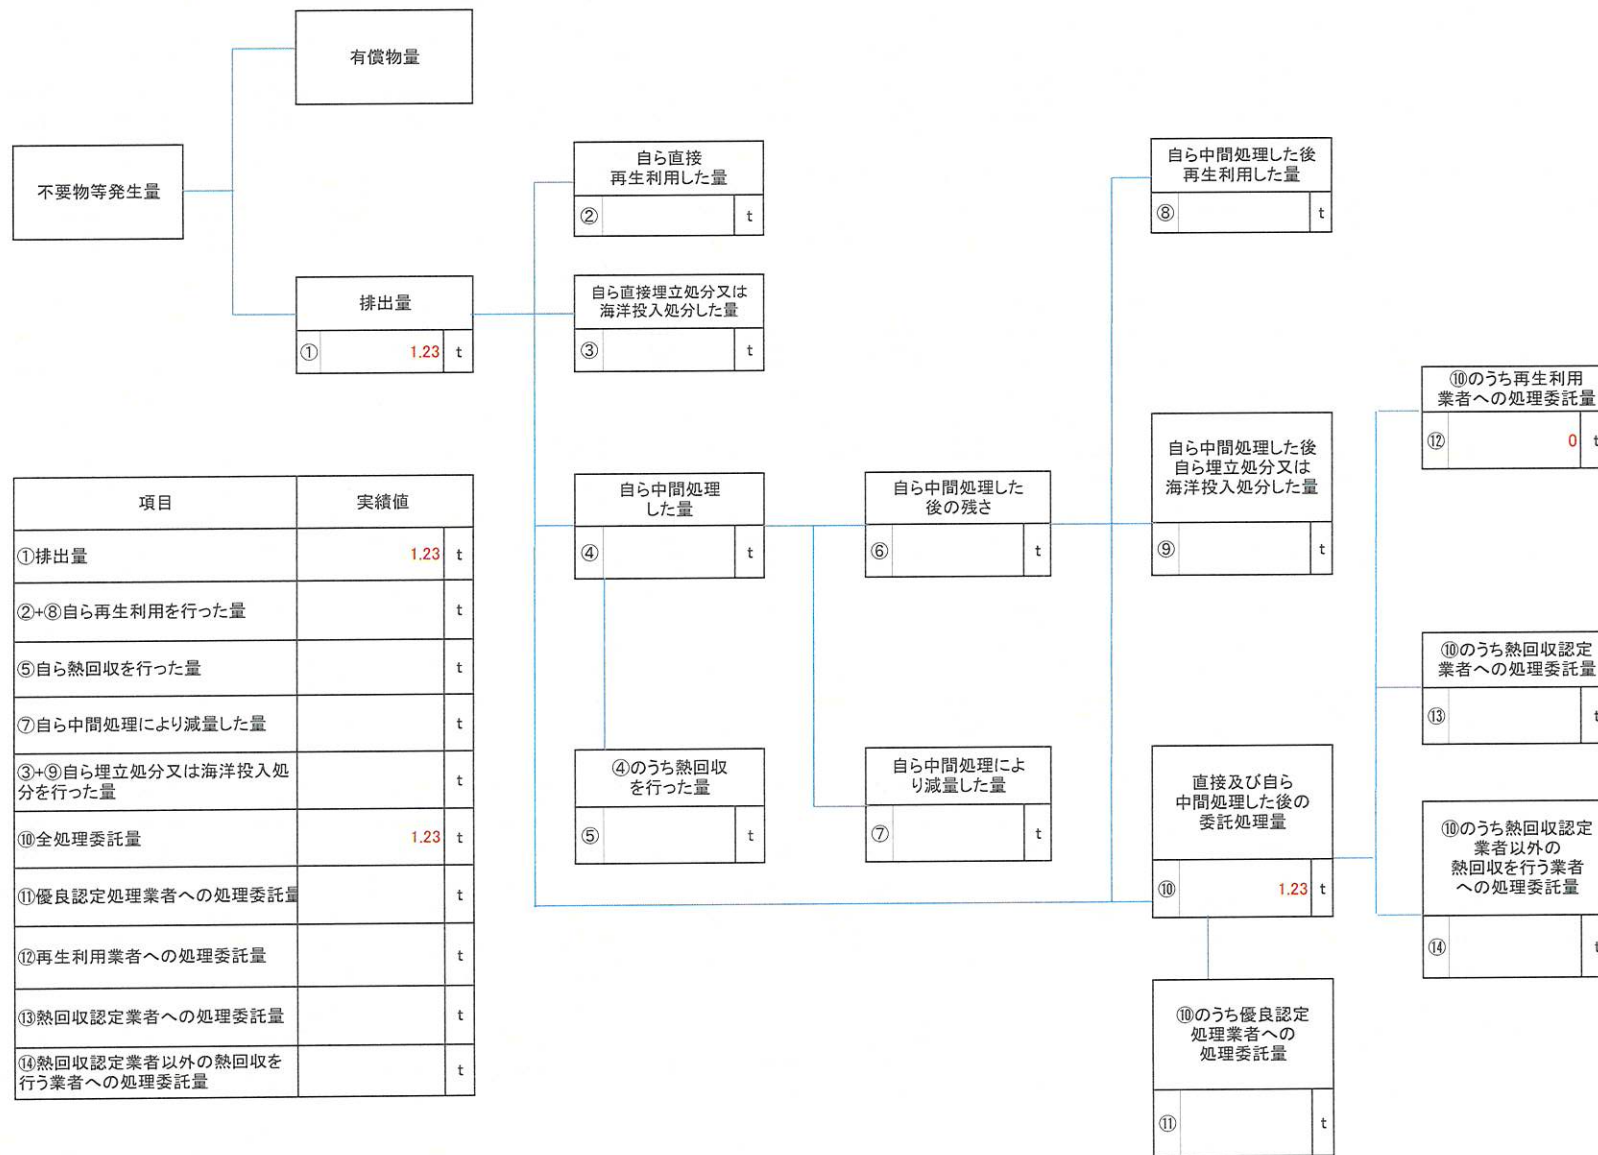 有償物量
不要物等発生量
排出量
① 1.23 t
自ら直接
再生利用した量
② t
自ら直接埋立処分又は
海洋投入処分した量
③ t
自ら中間処理
した量
④ t
④のうち熱回収
を行った量
⑤ t
自ら中間処理した
後の残さ
⑥ t
自ら中間処理によ
り減量した量
⑦ t
自ら中間処理した後
再生利用した量
⑧ t
自ら中間処理した後
自ら埋立処分又は
海洋投入処分した量
⑨ t
直接及び自ら
中間処理した後の
委託処理量
⑩ 1.23 t
⑩のうち優良認定
処理業者への
処理委託量
⑪ t
⑩のうち再生利用
業者への処理委託量
⑫ 0 t
⑩のうち熱回収認定
業者への処理委託量
⑬ t
⑩のうち熱回収認定
業者以外の
熱回収を行う業者
への処理委託量
⑭ t
項目 実績値
①排出量 1.23 t
②+⑧自ら再生利用を行った量 t
⑤自ら熱回収を行った量 t
⑦自ら中間処理により減量した量 t
③+⑨自ら埋立処分又は海洋投入処
分を行った量 t
⑩全処理委託量 1.23 t
⑪優良認定処理業者への処理委託量 t
⑫再生利用業者への処理委託量 t
⑬熱回収認定業者への処理委託量 t
⑭熱回収認定業者以外の熱回収を
行う業者への処理委託量 t